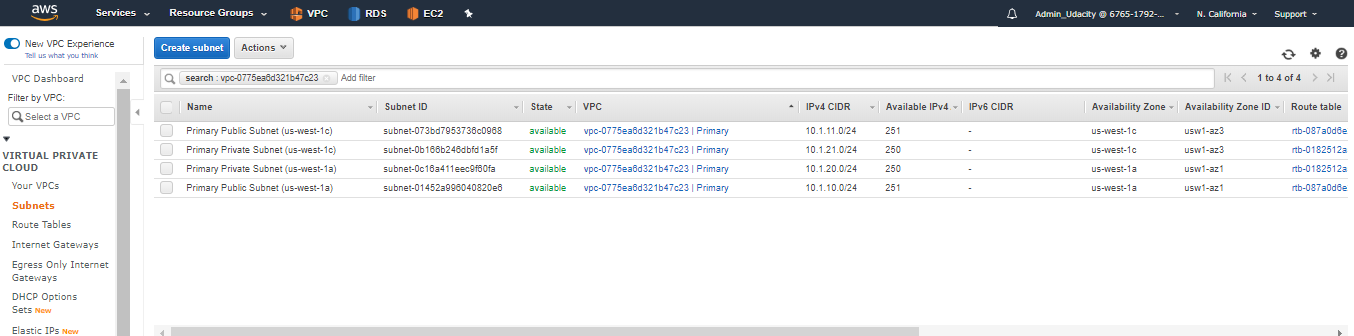 aws Services Resource Groups VPC RDS EC2 Admin_Udacity @ 6765-1792-... N. California Support
New VPC Experience
Tell us what you think
Create subnet Actions
VPC Dashboard
Filter by VPC:
Select a VPC
search : vpc-0775ea6d321b47c23 Add filter 1 to 4 of 4
Name Subnet ID State VPC IPv4 CIDR Available IPv4 IPv6 CIDR Availability Zone Availability Zone ID Route table
Primary Public Subnet (us-west-1c) subnet-073bd7953736c0968 available vpc-0775ea6d321b47c23 | Primary 10.1.11.0/24 251 - us-west-1c usw1-az3 rtb-087a0d6e
Primary Private Subnet (us-west-1c) subnet-0b166b246dbfd1a5f available vpc-0775ea6d321b47c23 | Primary 10.1.21.0/24 250 - us-west-1c usw1-az3 rtb-0182512a
Primary Private Subnet (us-west-1a) subnet-0c16a411eec9f60fa available vpc-0775ea6d321b47c23 | Primary 10.1.20.0/24 250 - us-west-1a usw1-az1 rtb-0182512a
Primary Public Subnet (us-west-1a) subnet-01452a996040820e6 available vpc-0775ea6d321b47c23 | Primary 10.1.10.0/24 251 - us-west-1a usw1-az1 rtb-087a0d6e
VIRTUAL PRIVATE
CLOUD
Your VPCs
Subnets
Route Tables
Internet Gateways
Egress Only Internet
Gateways
DHCP Options
Sets New
Elastic IPs New